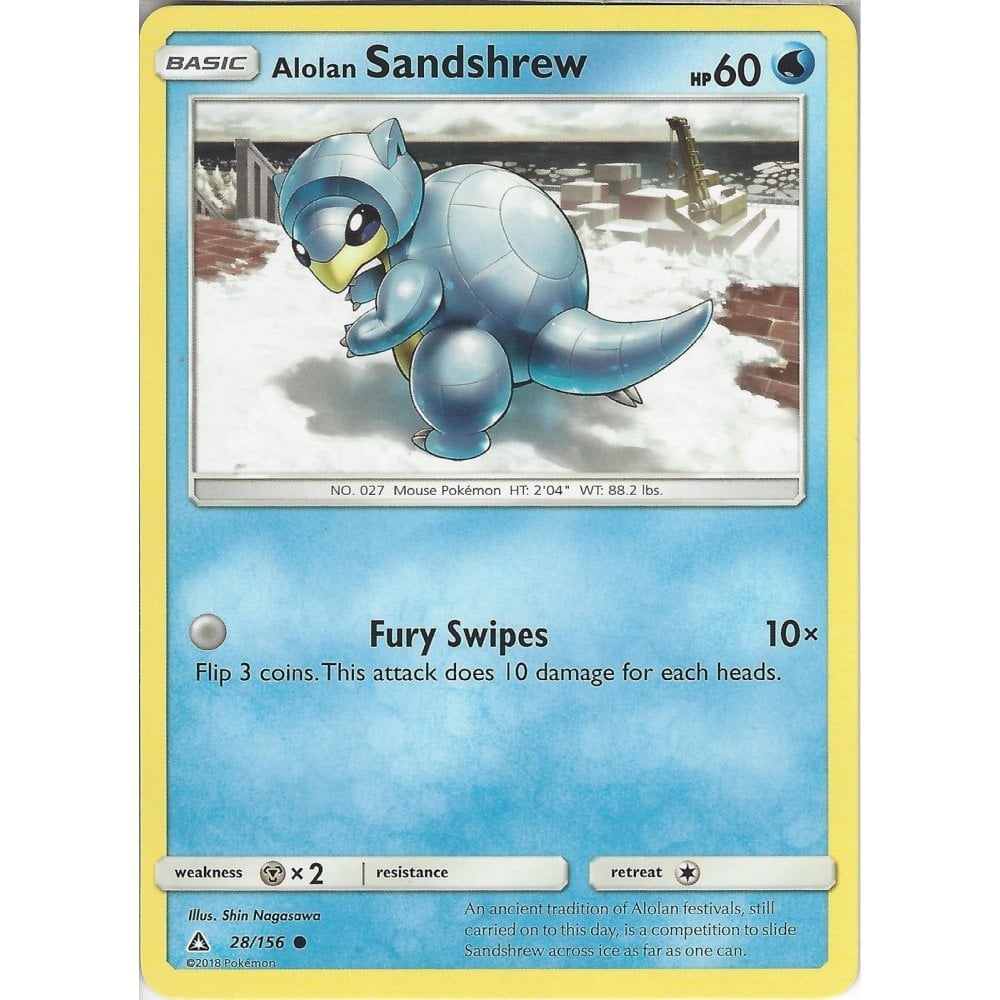 BASIC Alolan Sandshrew HP 60
NO. 027 Mouse Pokémon HT: 2'04" WT: 88.2 lbs.
Fury Swipes 10×
Flip 3 coins. This attack does 10 damage for each heads.
weakness × 2 resistance retreat
Illus. Shin Nagasawa
28/156
©2018 Pokémon
An ancient tradition of Alolan festivals, still
carried on to this day, is a competition to slide
Sandshrew across ice as far as one can.